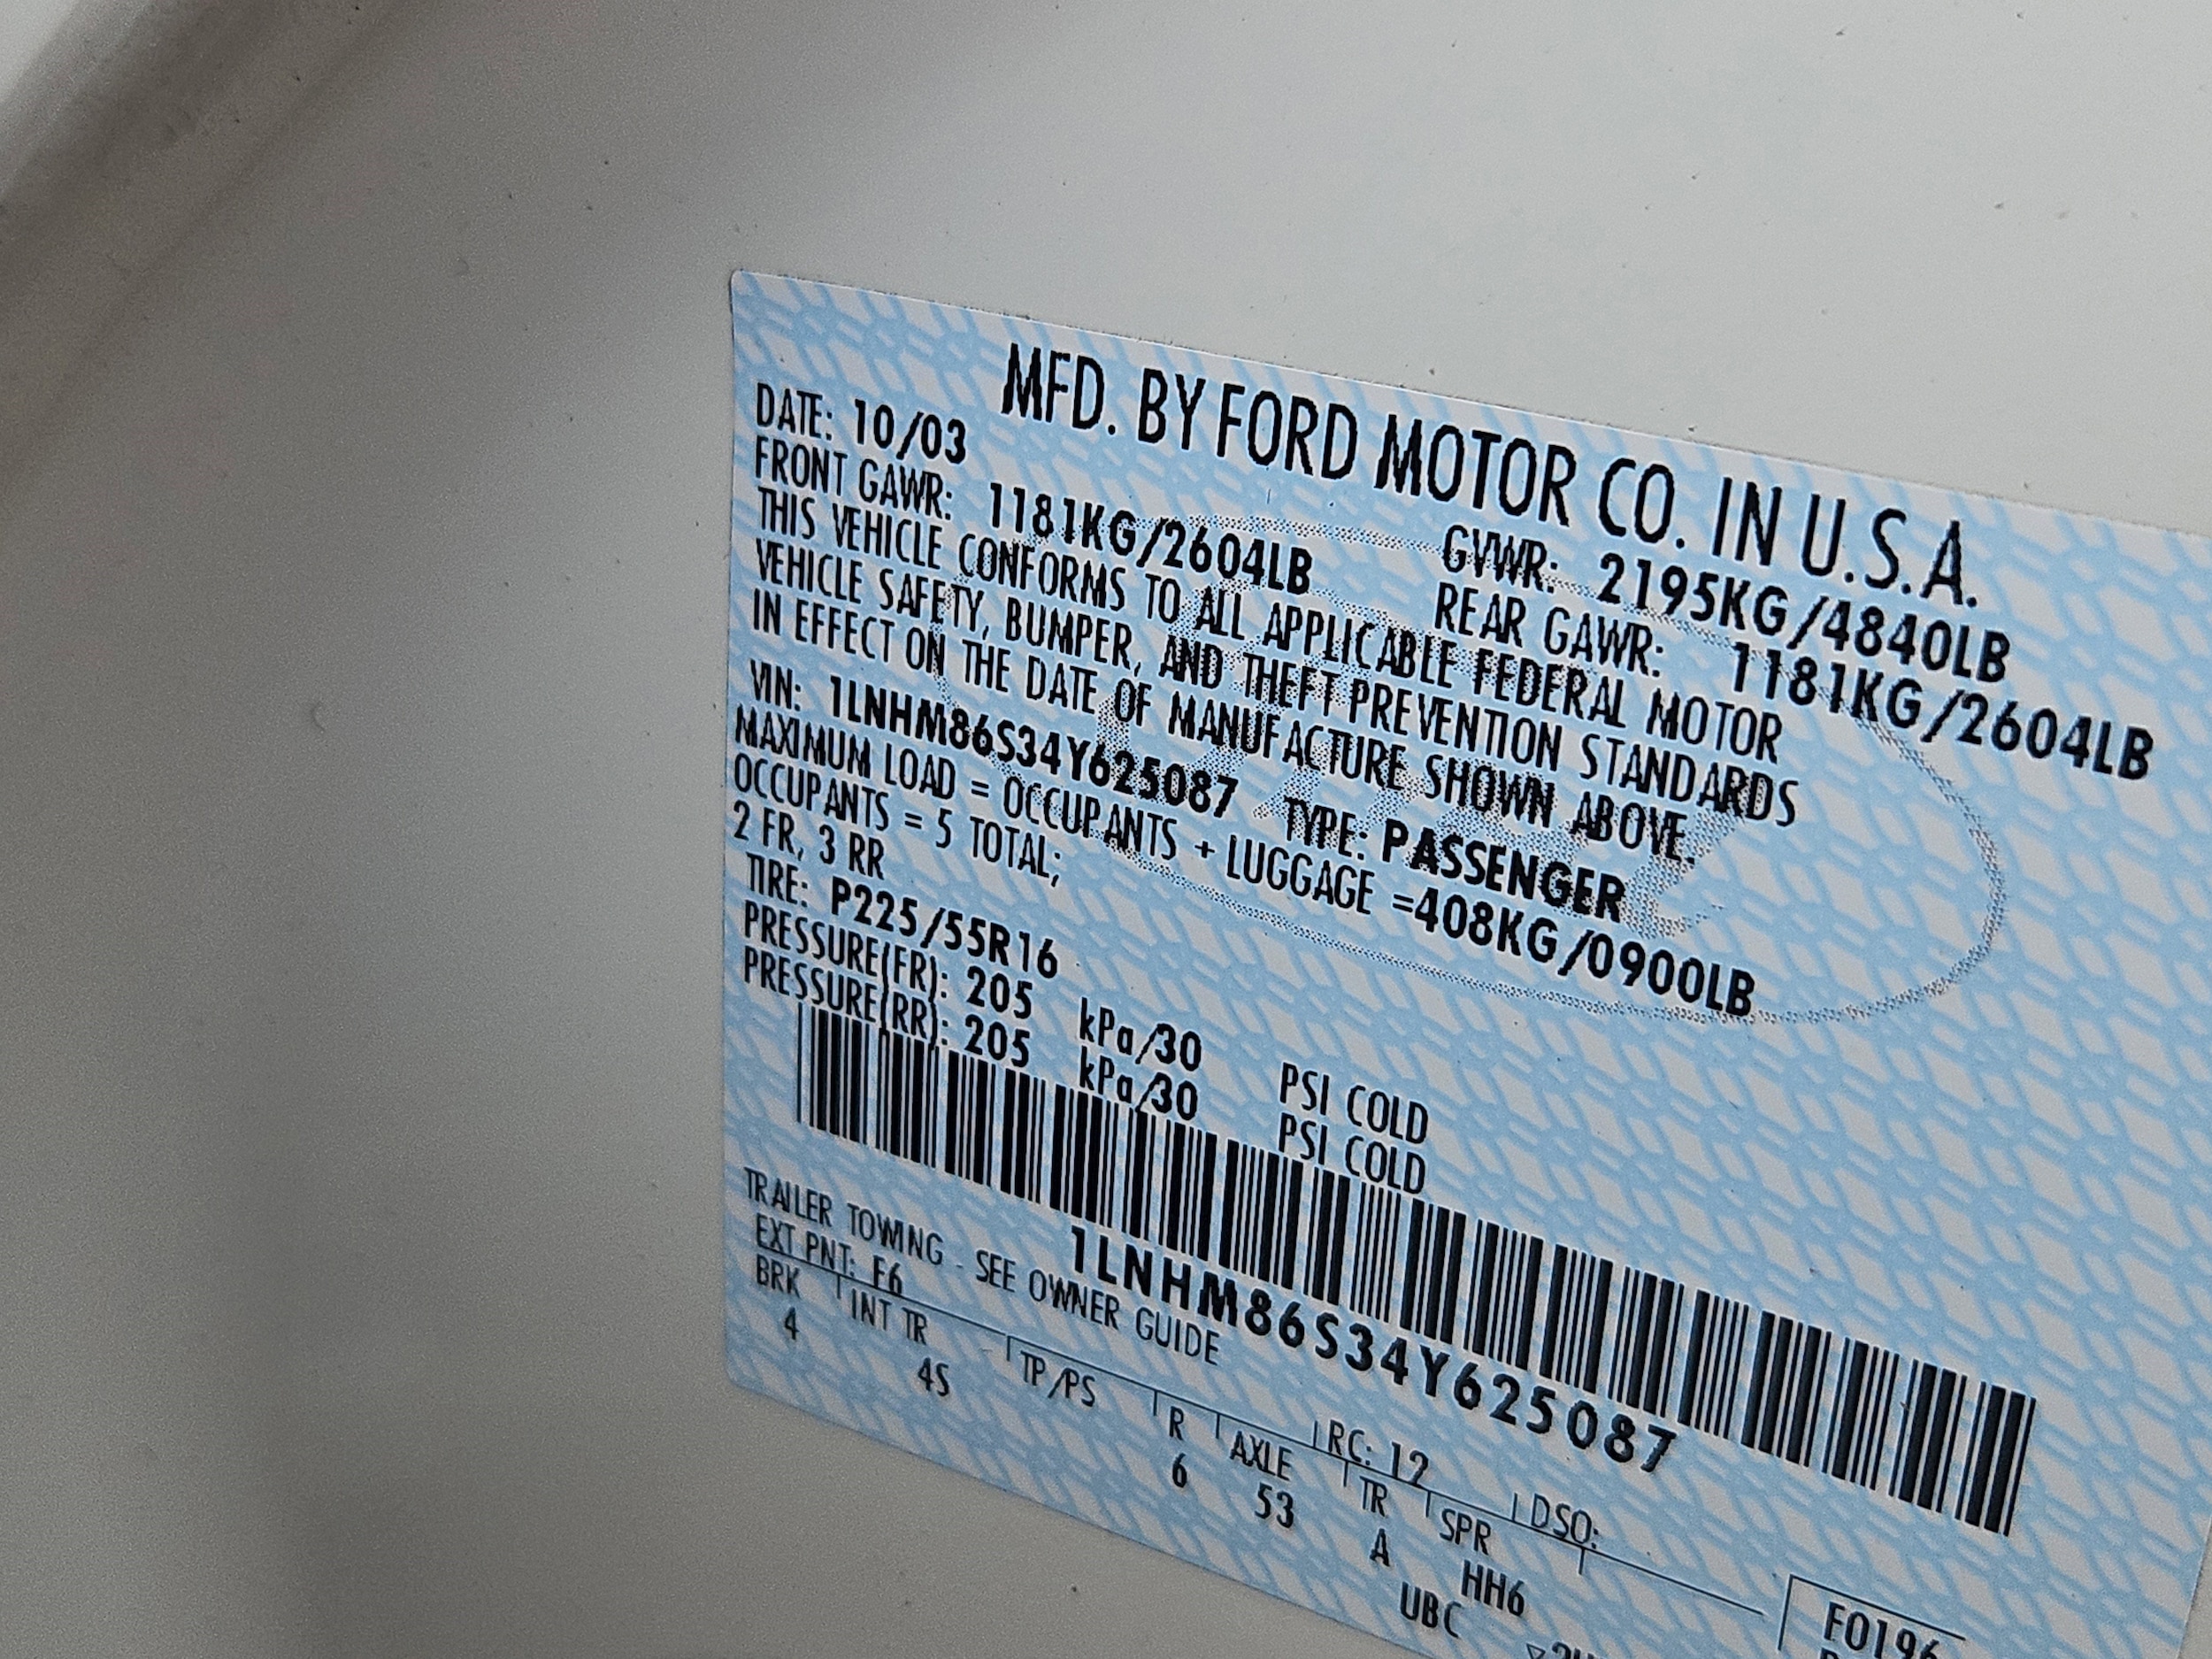 MFD. BY FORD MOTOR CO. IN U.S.A.
DATE: 10/03 GVWR: 2195KG/4840LB
FRONT GAWR: 1181KG/2604LB REAR GAWR: 1181KG/2604LB
THIS VEHICLE CONFORMS TO ALL APPLICABLE FEDERAL MOTOR
VEHICLE SAFETY, BUMPER, AND THEFT PREVENTION STANDARDS
IN EFFECT ON THE DATE OF MANUFACTURE SHOWN ABOVE.
VIN: 1LNHM86S34Y625087 TYPE: PASSENGER
MAXIMUM LOAD = OCCUPANTS + LUGGAGE =408KG/0900LB
OCCUPANTS = 5 TOTAL;
2 FR, 3 RR
TIRE: P225/55R16
PRESSURE(FR): 205 kPa/30 PSI COLD
PRESSURE(RR): 205 kPa/30 PSI COLD
1LNHM86S34Y625087
TRAILER TOWING - SEE OWNER GUIDE
EXT PNT: F6 RC: 12 DSO:
BRK INT TR TP/PS R AXLE TR SPR
4 4S 6 53 A HH6
UBC
F0196